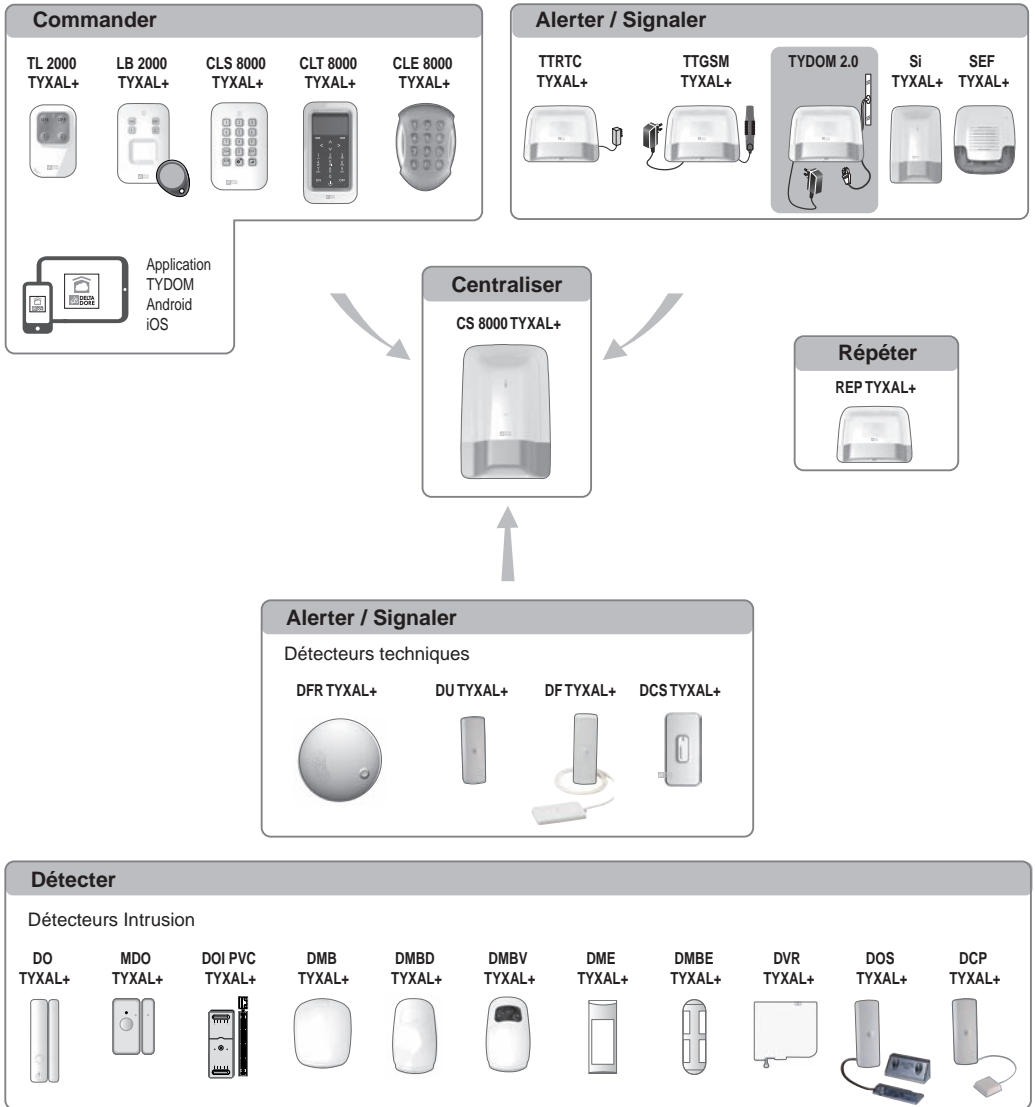 Commander
TL 2000 TYXAL+
LB 2000 TYXAL+
CLS 8000 TYXAL+
CLT 8000 TYXAL+
CLE 8000 TYXAL+
DELTA DORE
Application
TYDOM
Android
iOS
Alerter / Signaler
TTRTC TYXAL+
TTGSM TYXAL+
TYDOM 2.0
Si TYXAL+
SEF TYXAL+
Centraliser
CS 8000 TYXAL+
Répéter
REP TYXAL+
Alerter / Signaler
Détecteurs techniques
DFR TYXAL+
DU TYXAL+
DF TYXAL+
DCS TYXAL+
Détecter
Détecteurs Intrusion
DO TYXAL+
MDO TYXAL+
DOI PVC TYXAL+
DMB TYXAL+
DMBD TYXAL+
DMBV TYXAL+
DME TYXAL+
DMBE TYXAL+
DVR TYXAL+
DOS TYXAL+
DCP TYXAL+